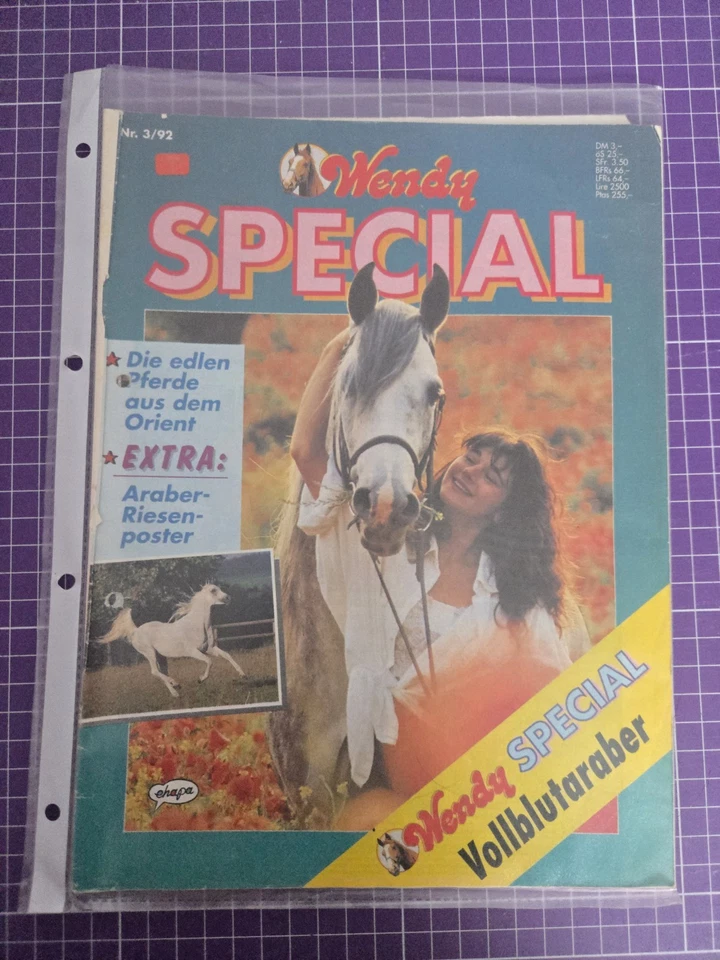 Nr. 3/92
DM 3,-
öS 25,-
SFr. 3.50
BFRs 66,-
LFRs 64,-
Lire 2500
Ptas 255,-
Wendy
SPECIAL
Die edlen
Pferde
aus dem
Orient
EXTRA:
Araber-
Riesen-
poster
ehapa
Wendy SPECIAL
Vollblutaraber